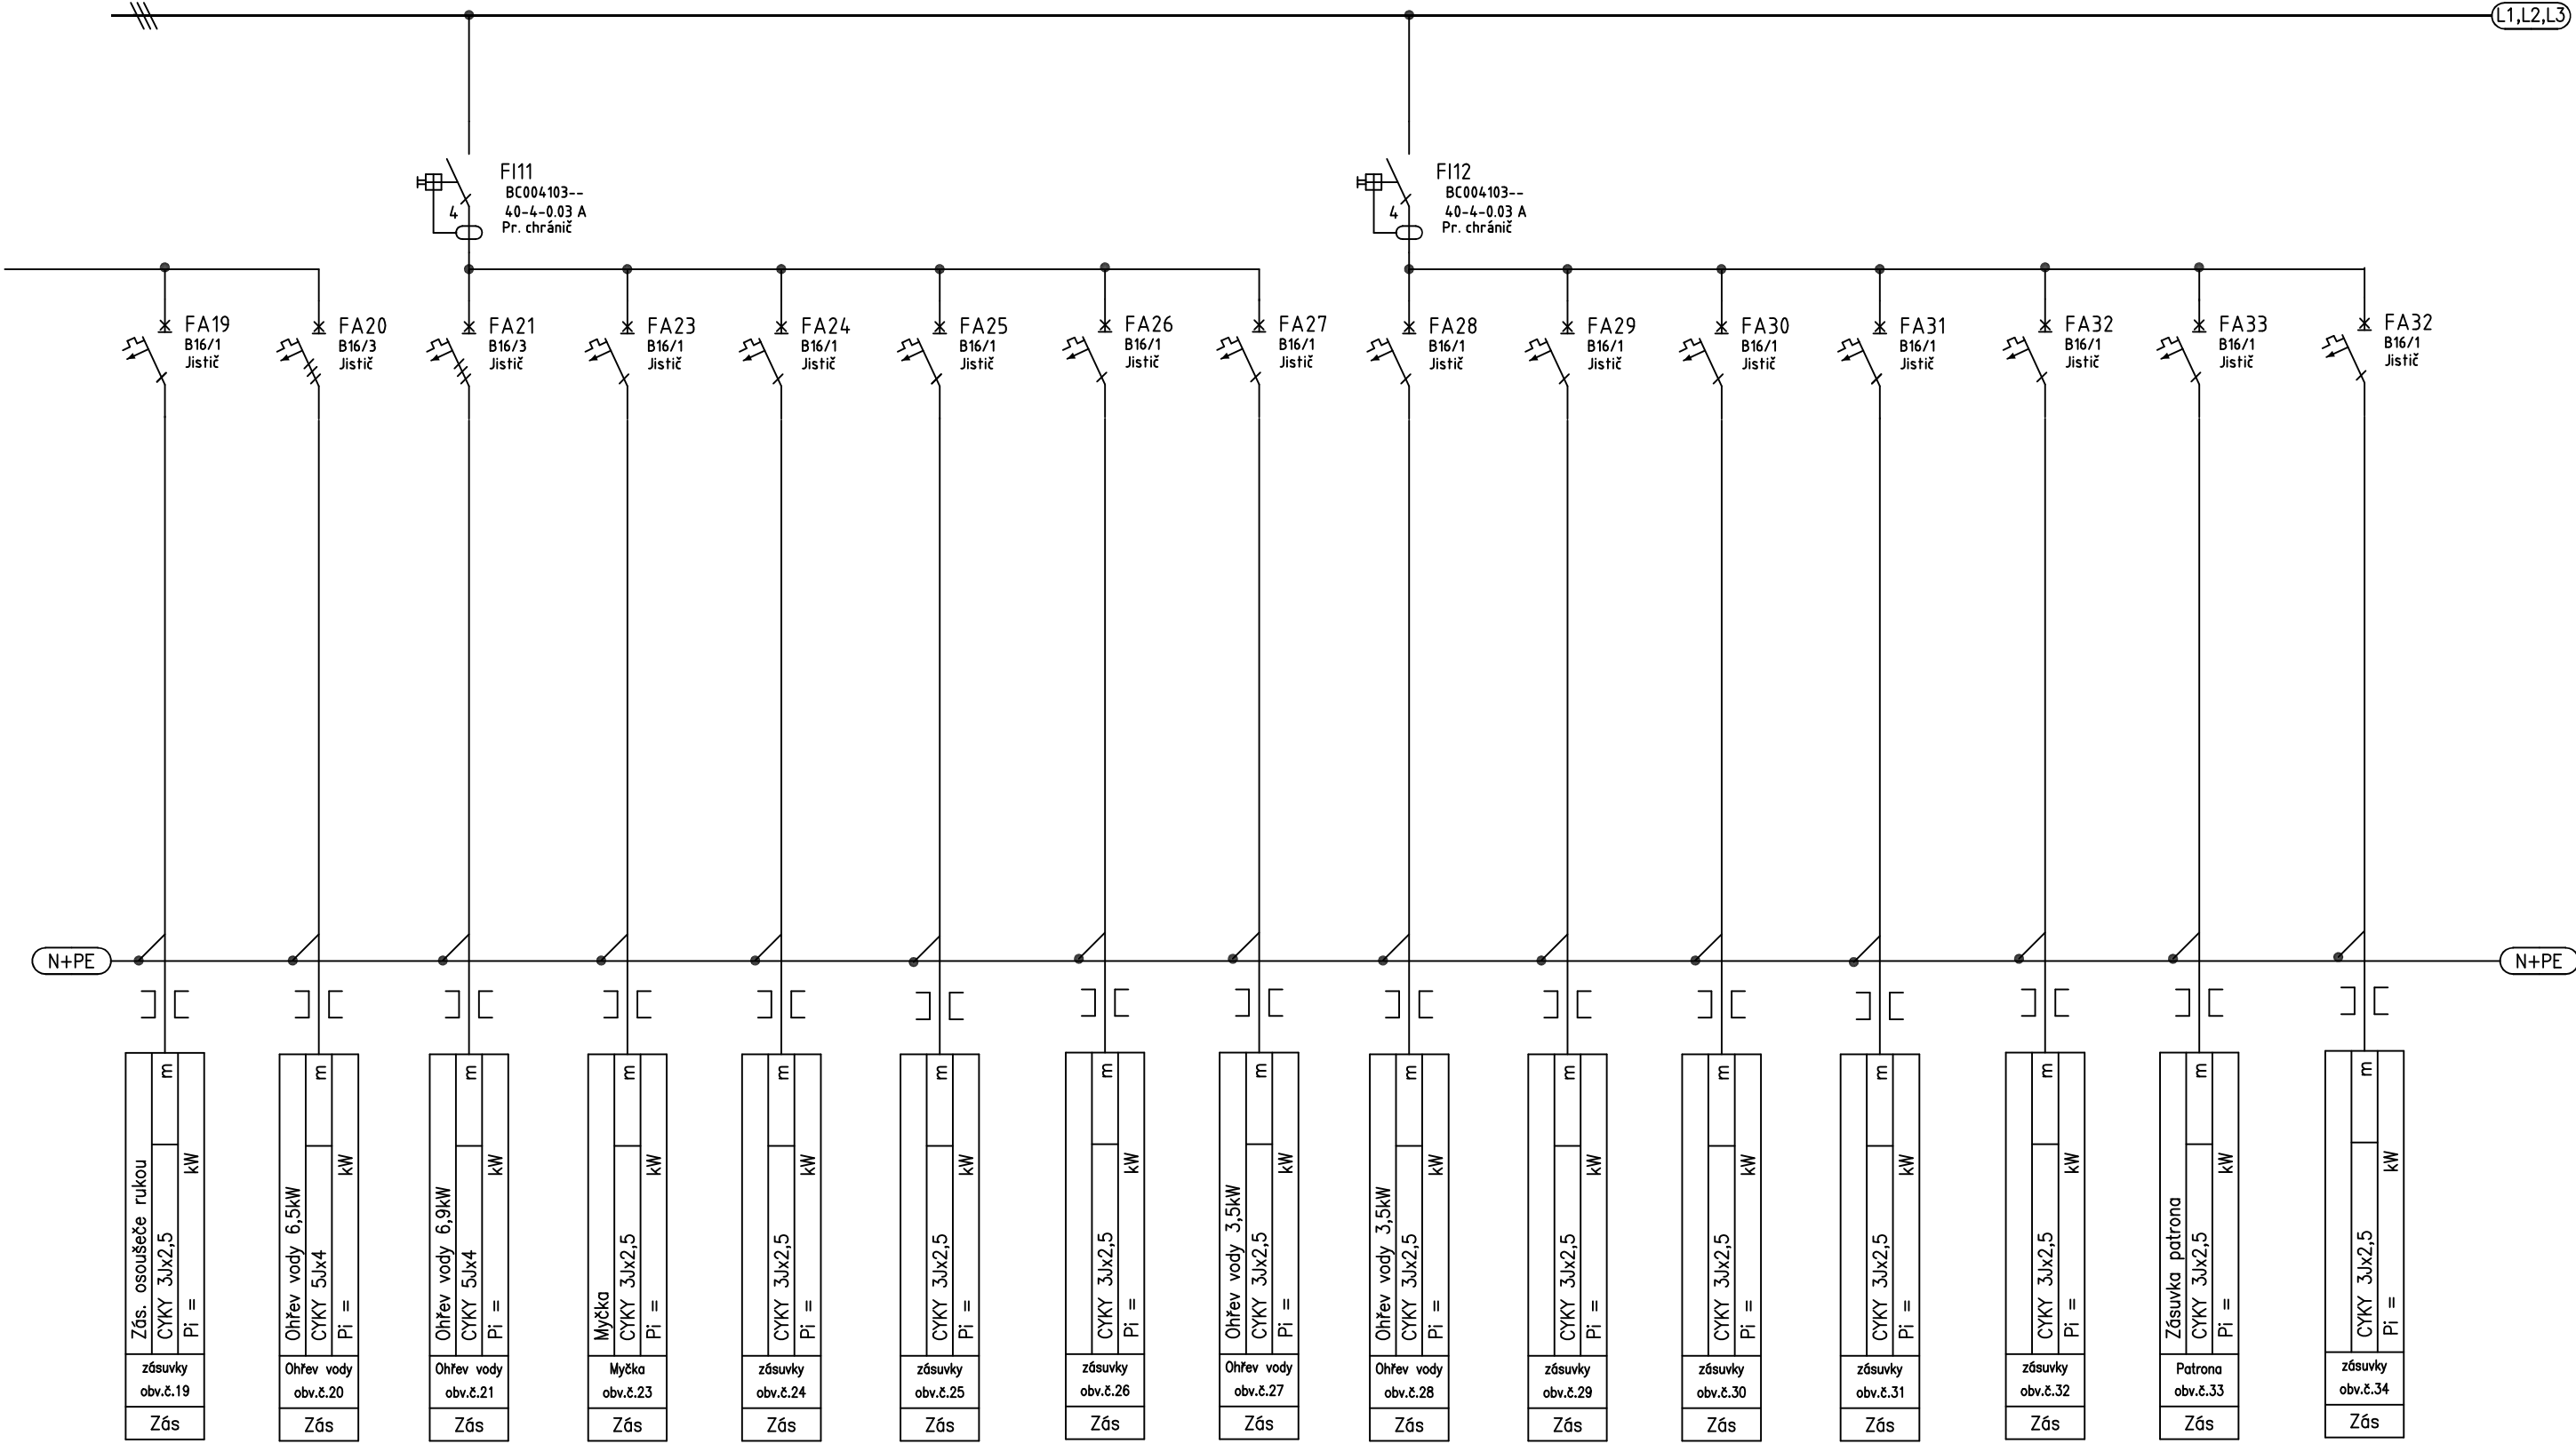 L1,L2,L3
FI11
BC004103--
40-4-0.03 A
Pr. chránič
4
FI12
BC004103--
40-4-0.03 A
Pr. chránič
4
FA19
B16/1
Jistič
FA20
B16/3
Jistič
FA21
B16/3
Jistič
FA23
B16/1
Jistič
FA24
B16/1
Jistič
FA25
B16/1
Jistič
FA26
B16/1
Jistič
FA27
B16/1
Jistič
FA28
B16/1
Jistič
FA29
B16/1
Jistič
FA30
B16/1
Jistič
FA31
B16/1
Jistič
FA32
B16/1
Jistič
FA33
B16/1
Jistič
FA32
B16/1
Jistič
N+PE
N+PE
Zás. osoušeče rukou
CYKY 3Jx2,5 m
Pi = kW
zásuvky
obv.č.19
Zás
Ohřev vody 6,5kW
CYKY 5Jx4 m
Pi = kW
Ohřev vody
obv.č.20
Zás
Ohřev vody 6,9kW
CYKY 5Jx4 m
Pi = kW
Ohřev vody
obv.č.21
Zás
Myčka
CYKY 3Jx2,5 m
Pi = kW
Myčka
obv.č.23
Zás
CYKY 3Jx2,5 m
Pi = kW
zásuvky
obv.č.24
Zás
CYKY 3Jx2,5 m
Pi = kW
zásuvky
obv.č.25
Zás
CYKY 3Jx2,5 m
Pi = kW
zásuvky
obv.č.26
Zás
Ohřev vody 3,5kW
CYKY 3Jx2,5 m
Pi = kW
Ohřev vody
obv.č.27
Zás
Ohřev vody 3,5kW
CYKY 3Jx2,5 m
Pi = kW
Ohřev vody
obv.č.28
Zás
CYKY 3Jx2,5 m
Pi = kW
zásuvky
obv.č.29
Zás
CYKY 3Jx2,5 m
Pi = kW
zásuvky
obv.č.30
Zás
CYKY 3Jx2,5 m
Pi = kW
zásuvky
obv.č.31
Zás
CYKY 3Jx2,5 m
Pi = kW
zásuvky
obv.č.32
Zás
Zásuvka patrona
CYKY 3Jx2,5 m
Pi = kW
Patrona
obv.č.33
Zás
CYKY 3Jx2,5 m
Pi = kW
zásuvky
obv.č.34
Zás